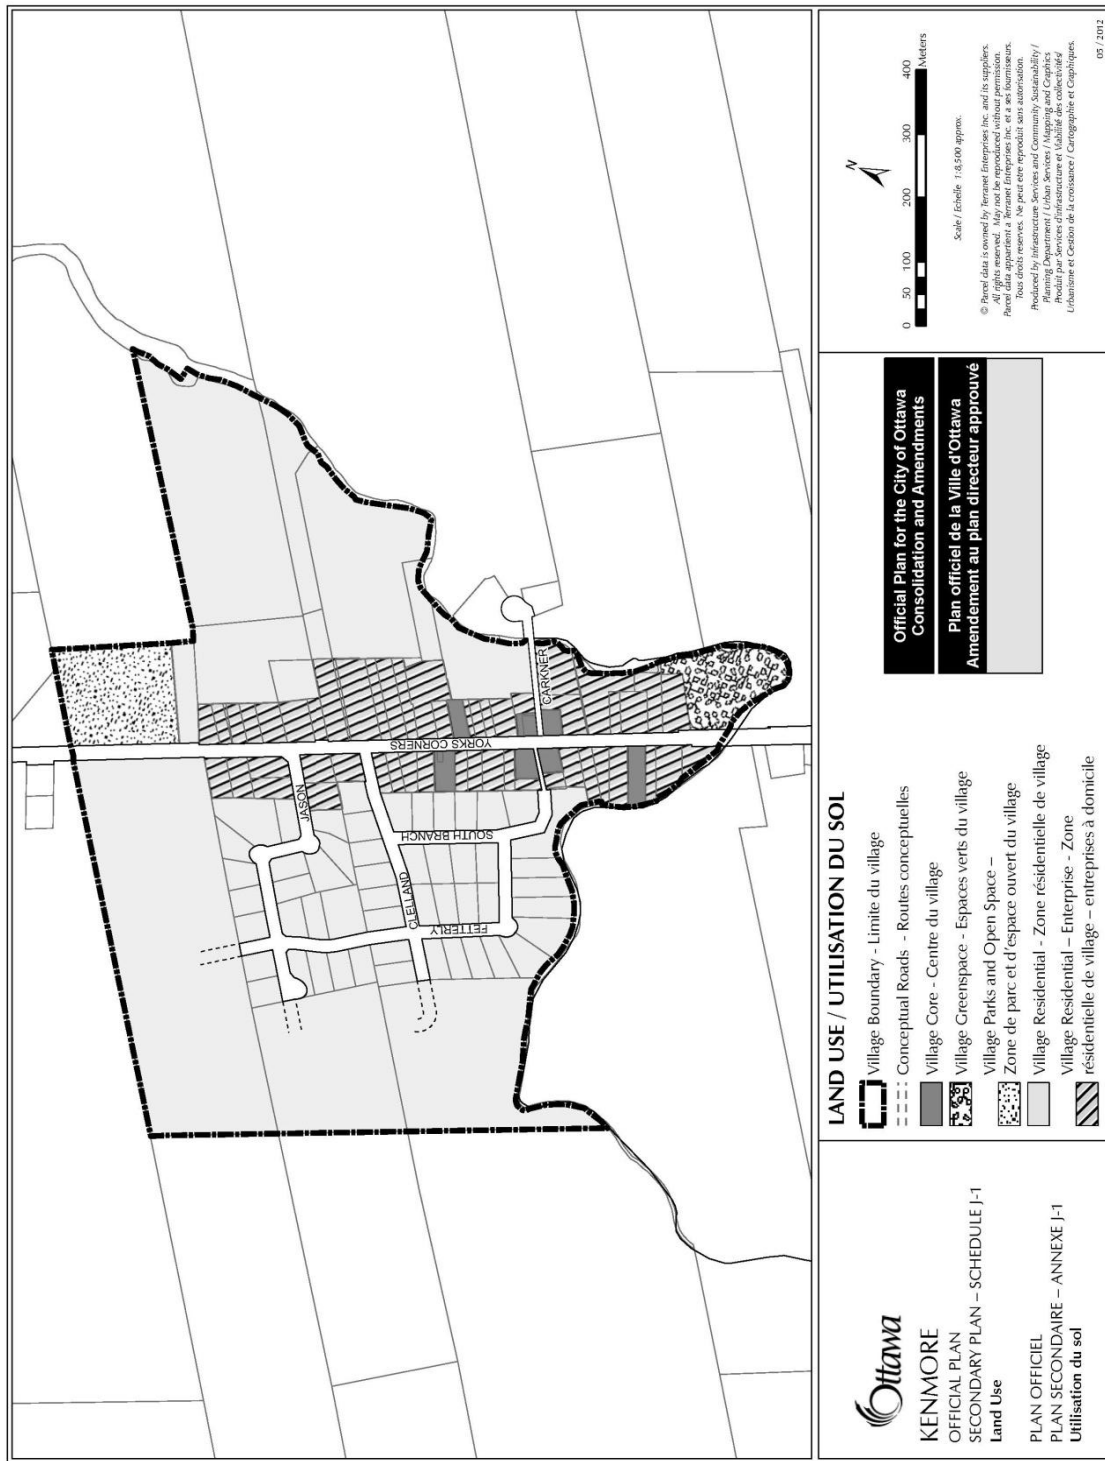 JASON
YORKS CORNERS
CLELLAND
SOUTH BRANCH
FETTERLY
CARKNER
Ottawa
KENMORE
OFFICIAL PLAN
SECONDARY PLAN – SCHEDULE J-1
Land Use
PLAN OFFICIEL
PLAN SECONDAIRE – ANNEXE J-1
Utilisation du sol
LAND USE / UTILISATION DU SOL
Village Boundary - Limite du village
Conceptual Roads - Routes conceptuelles
Village Core - Centre du village
Village Greenspace - Espaces verts du village
Village Parks and Open Space –
Zone de parc et d'espace ouvert du village
Village Residential - Zone résidentielle de village
Village Residential – Enterprise - Zone
résidentielle de village – entreprises à domicile
Official Plan for the City of Ottawa
Consolidation and Amendments
Plan officiel de la Ville d'Ottawa
Amendement au plan directeur approuvé
0 50 100 200 300 400
Meters
N
Scale / Echelle 1:8,500 approx.
© Parcel data is owned by Terranet Enterprises Inc. and its suppliers.
All rights reserved. May not be reproduced without permission.
Parcel data appartient a Terranet Entreprises Inc. et a ses fournisseurs.
Tous droits reserves. Ne peut etre reproduit sans autorisation.
Produced by Infrastructure Services and Community Sustainability /
Planning Department / Urban Services / Mapping and Graphics
Produit par Services d'infrastructure et Viabilité des collectivités/
Urbanisme et Gestion de la croissance / Cartographie et Graphiques.
05 / 2012